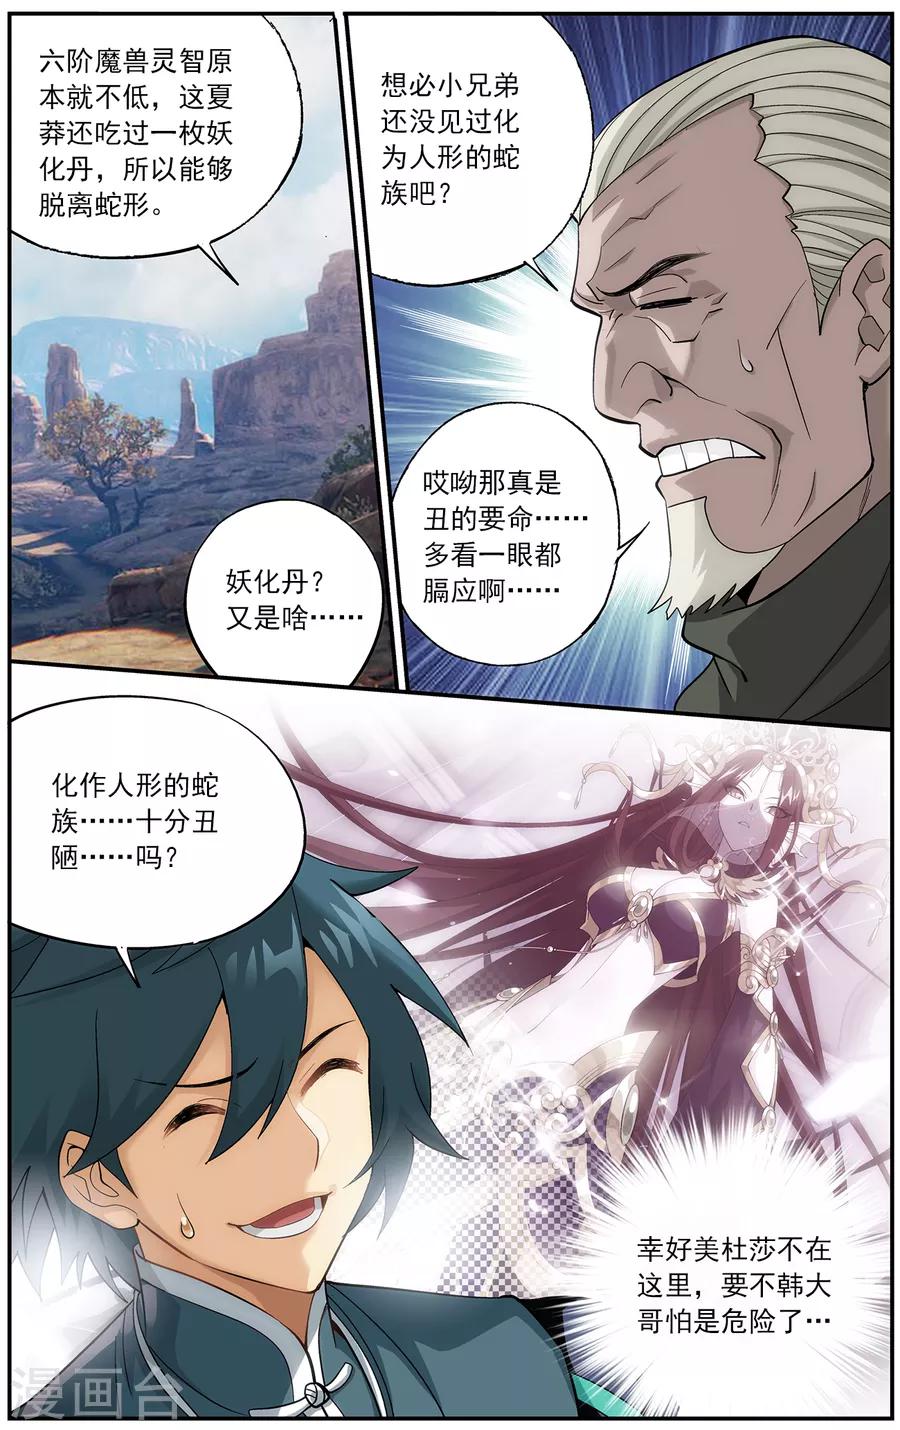 六阶魔兽灵智原
本就不低，这夏
莽还吃过一枚妖
化丹，所以能够
脱离蛇形。
妖化丹？
又是啥……
想必小兄弟
还没见过化
为人形的蛇
族吧？
哎呦那真是
丑的要命……
多看一眼都
膈应啊……
化作人形的蛇
族……十分丑
陋……吗？
幸好美杜莎不在
这里，要不韩大
哥怕是危险了…
漫画台